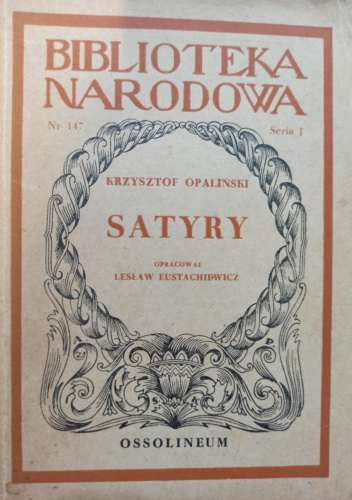 BIBLIOTEKA
NARODOWA
Nr 147 Seria I
KRZYSZTOF OPALIŃSKI
SATYRY
OPRACOWAŁ
LESŁAW EUSTACHIEWICZ
A P
OSSOLINEUM